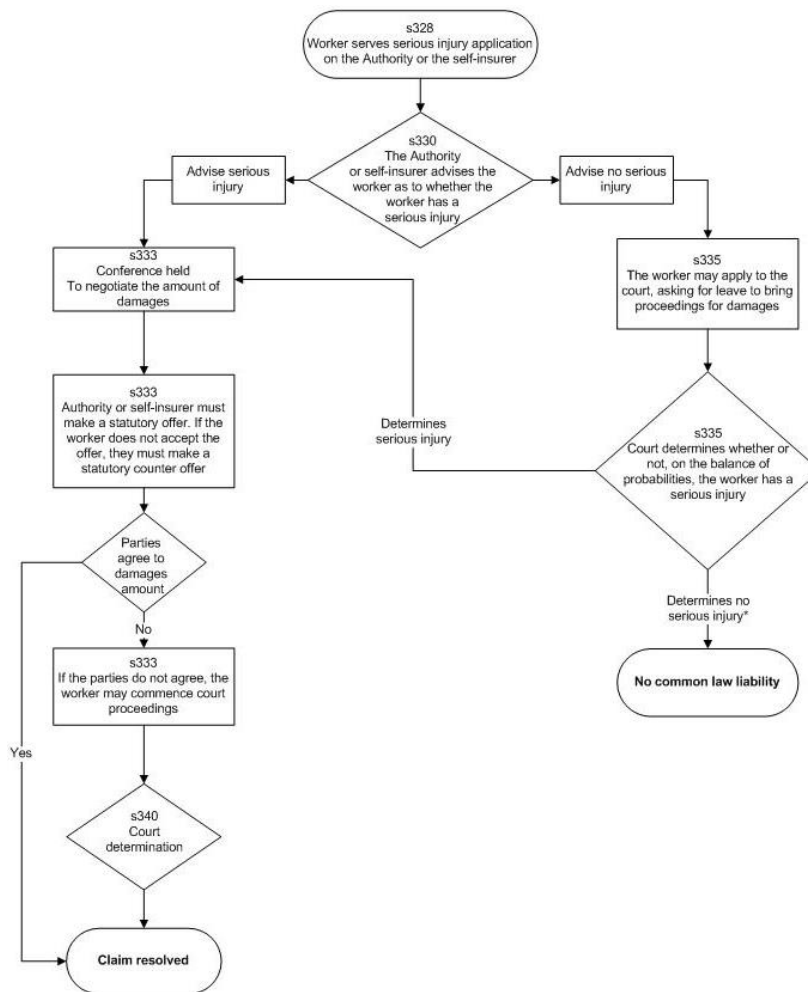 s328
Worker serves serious injury application
on the Authority or the self-insurer
s330
The Authority
or self-insurer advises the
worker as to whether the
worker has a
serious injury
Advise serious
injury
Advise no serious
injury
s333
Conference held
To negotiate the amount of
damages
s335
The worker may apply to the
court, asking for leave to bring
proceedings for damages
s333
Authority or self-insurer must
make a statutory offer. If the
worker does not accept the
offer, they must make a
statutory counter offer
Determines
serious injury
s335
Court determines whether or
not, on the balance of
probabilities, the worker has a
serious injury
Parties
agree to
damages
amount
Determines no
serious injury*
No
s333
If the parties do not agree, the
worker may commence court
proceedings
No common law liability
Yes
s340
Court
determination
Claim resolved